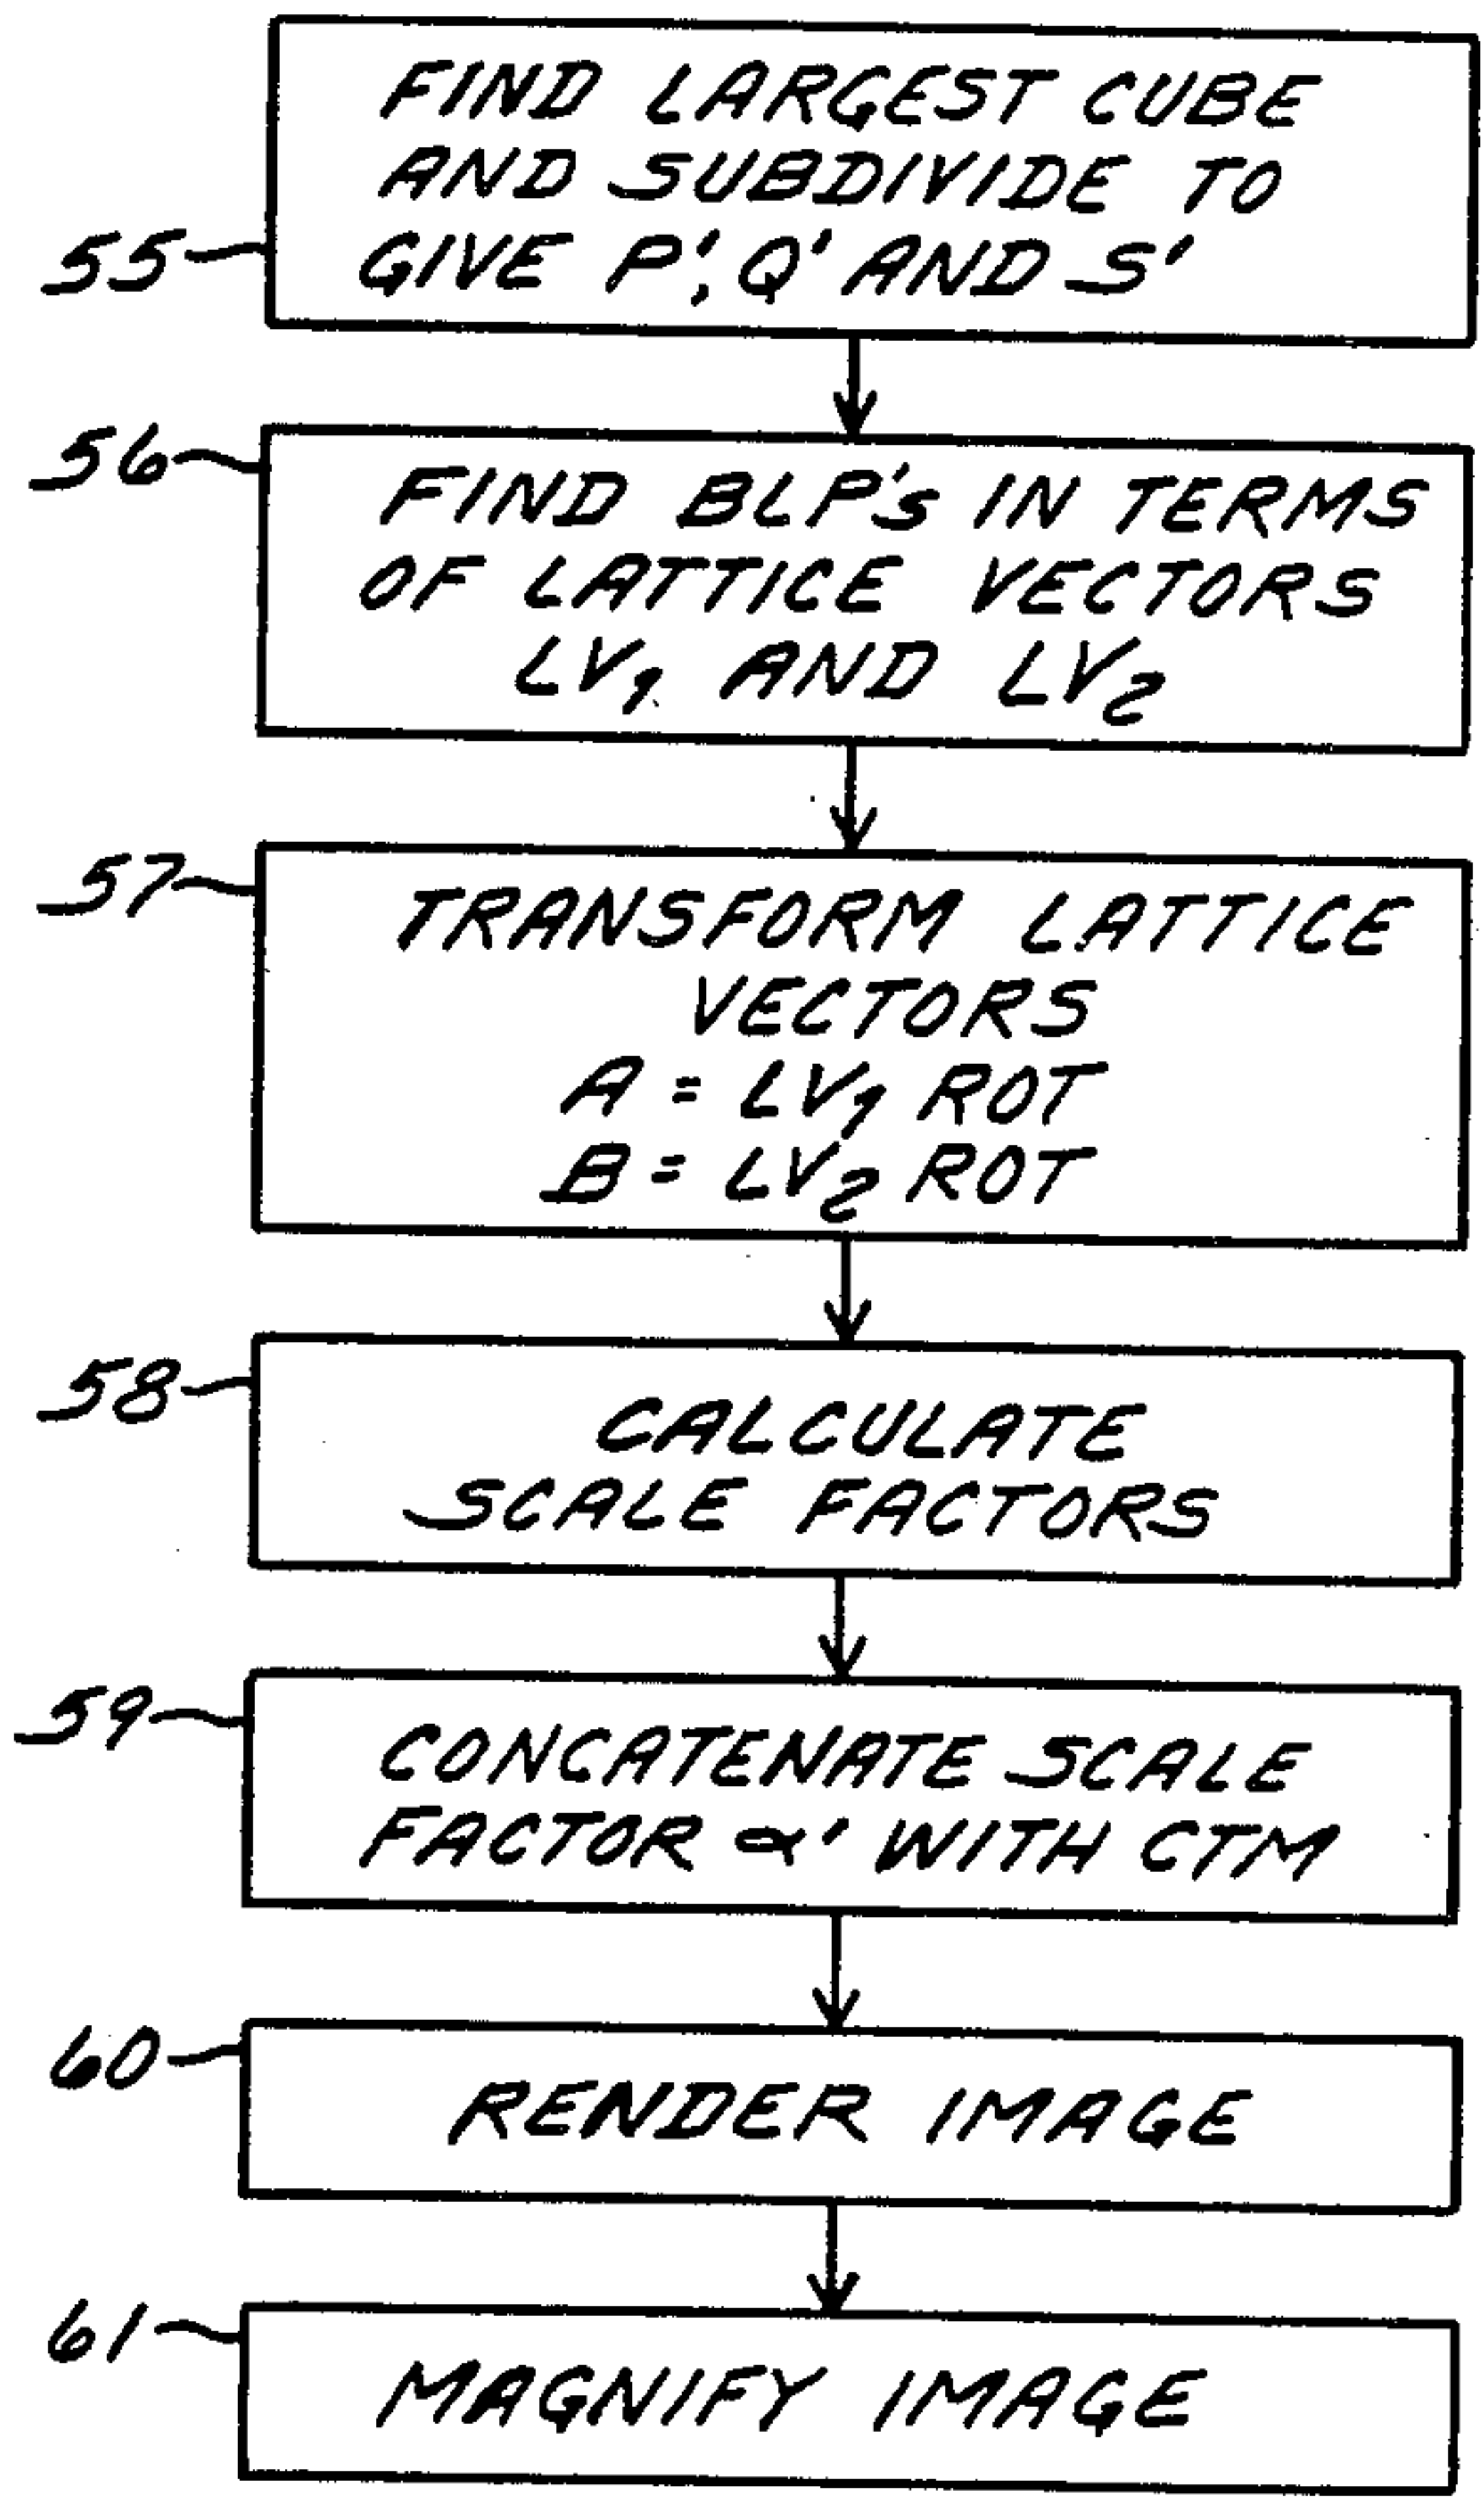 FIND LARGEST CUBE
AND SUBDIVIDE TO
55
GIVE P', Q' AND S'
56
FIND BLP's IN TERMS
OF LATTICE VECTORS
LV1 AND LV2
57
TRANSFORM LATTICE
VECTORS
A = LV1 ROT
B = LV2 ROT
58
CALCULATE
SCALE FACTORS
59
CONCATENATE SCALE
FACTOR ∝' WITH CTM
60
RENDER IMAGE
61
MAGNIFY IMAGE